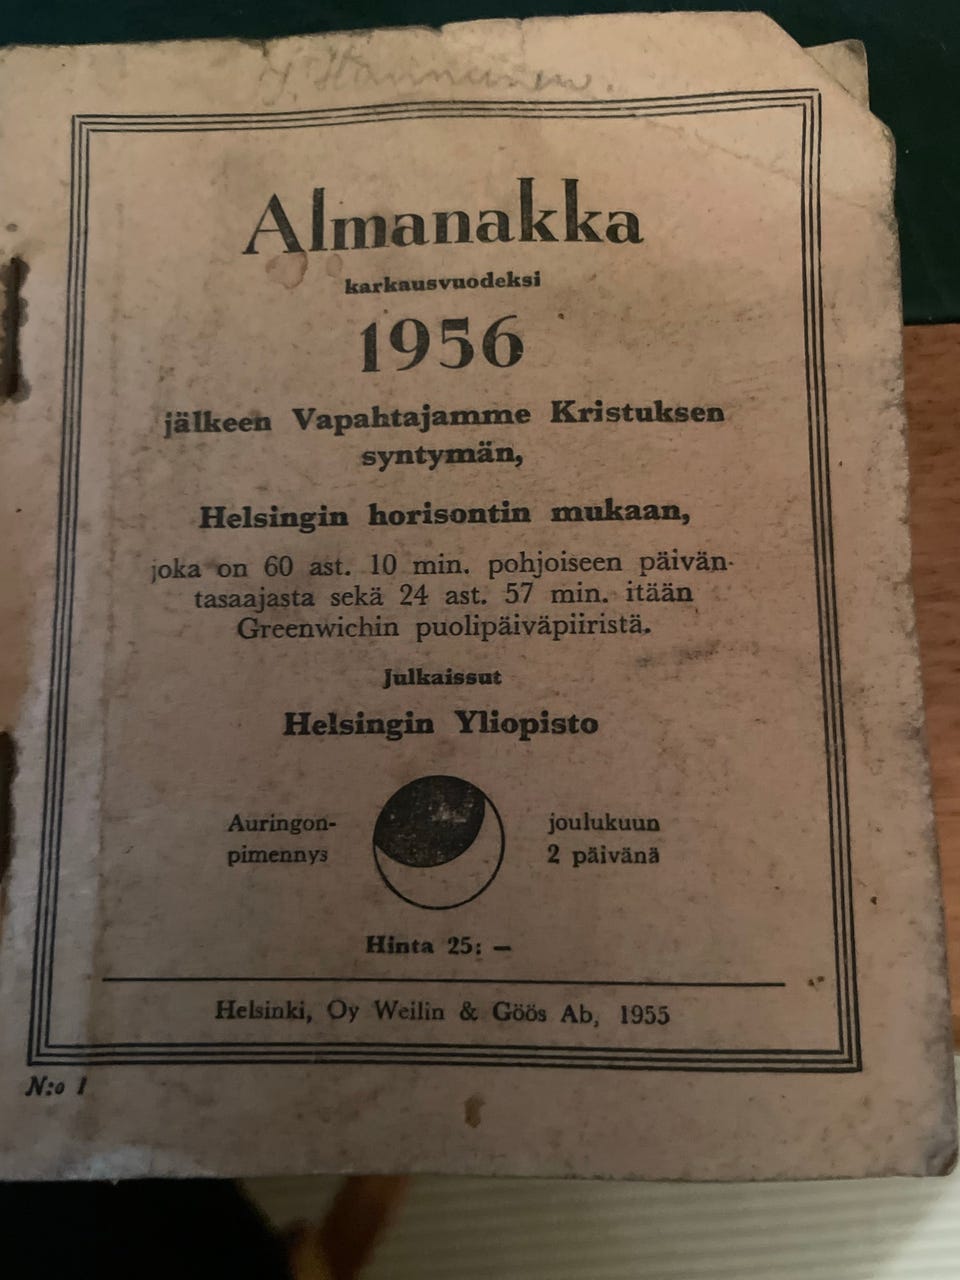 Almanakka
karkausvuodeksi
1956
jälkeen Vapahtajamme Kristuksen
syntymän,
Helsingin horisontin mukaan,
joka on 60 ast. 10 min. pohjoiseen päivän-
tasaajasta sekä 24 ast. 57 min. itään
Greenwichin puolipäiväpiiristä.
Julkaissut
Helsingin Yliopisto
Auringon-
pimennys
joulukuun
2 päivänä
Hinta 25: —
Helsinki, Oy Weilin & Göös Ab, 1955
N:o 1